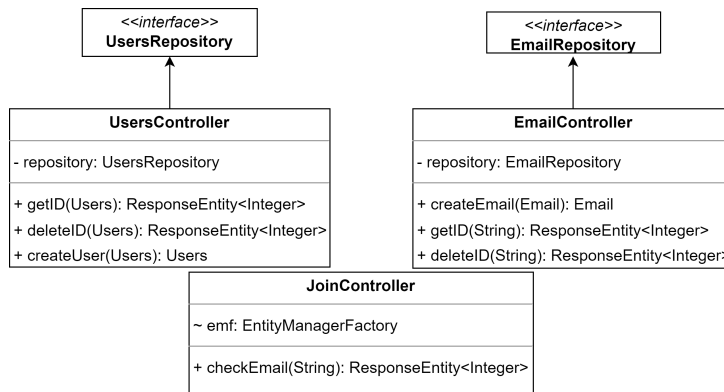 <<interface>>
UsersRepository
<<interface>>
EmailRepository
UsersController
- repository: UsersRepository
+ getID(Users): ResponseEntity<Integer>
+ deleteID(Users): ResponseEntity<Integer>
+ createUser(Users): Users
EmailController
- repository: EmailRepository
+ createEmail(Email): Email
+ getID(String): ResponseEntity<Integer>
+ deleteID(String): ResponseEntity<Integer>
JoinController
~ emf: EntityManagerFactory
+ checkEmail(String): ResponseEntity<Integer>